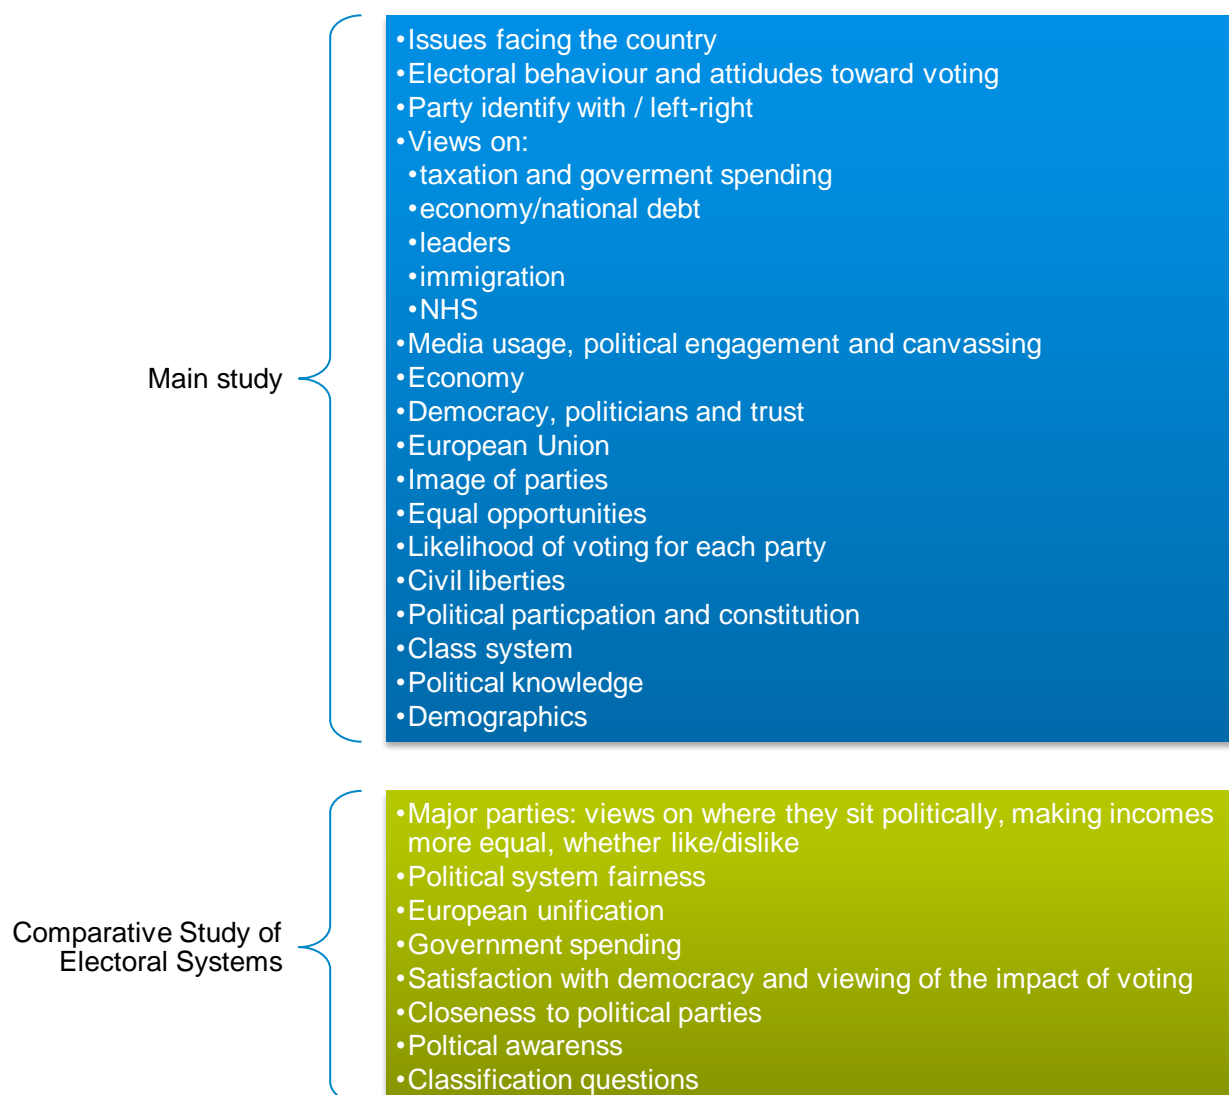 Main study
•Issues facing the country
•Electoral behaviour and attidudes toward voting
•Party identify with / left-right
•Views on:
•taxation and goverment spending
•economy/national debt
•leaders
•immigration
•NHS
•Media usage, political engagement and canvassing
•Economy
•Democracy, politicians and trust
•European Union
•Image of parties
•Equal opportunities
•Likelihood of voting for each party
•Civil liberties
•Political particpation and constitution
•Class system
•Political knowledge
•Demographics
Comparative Study of
Electoral Systems
•Major parties: views on where they sit politically, making incomes
more equal, whether like/dislike
•Political system fairness
•European unification
•Government spending
•Satisfaction with democracy and viewing of the impact of voting
•Closeness to political parties
•Poltical awarenss
•Classification questions